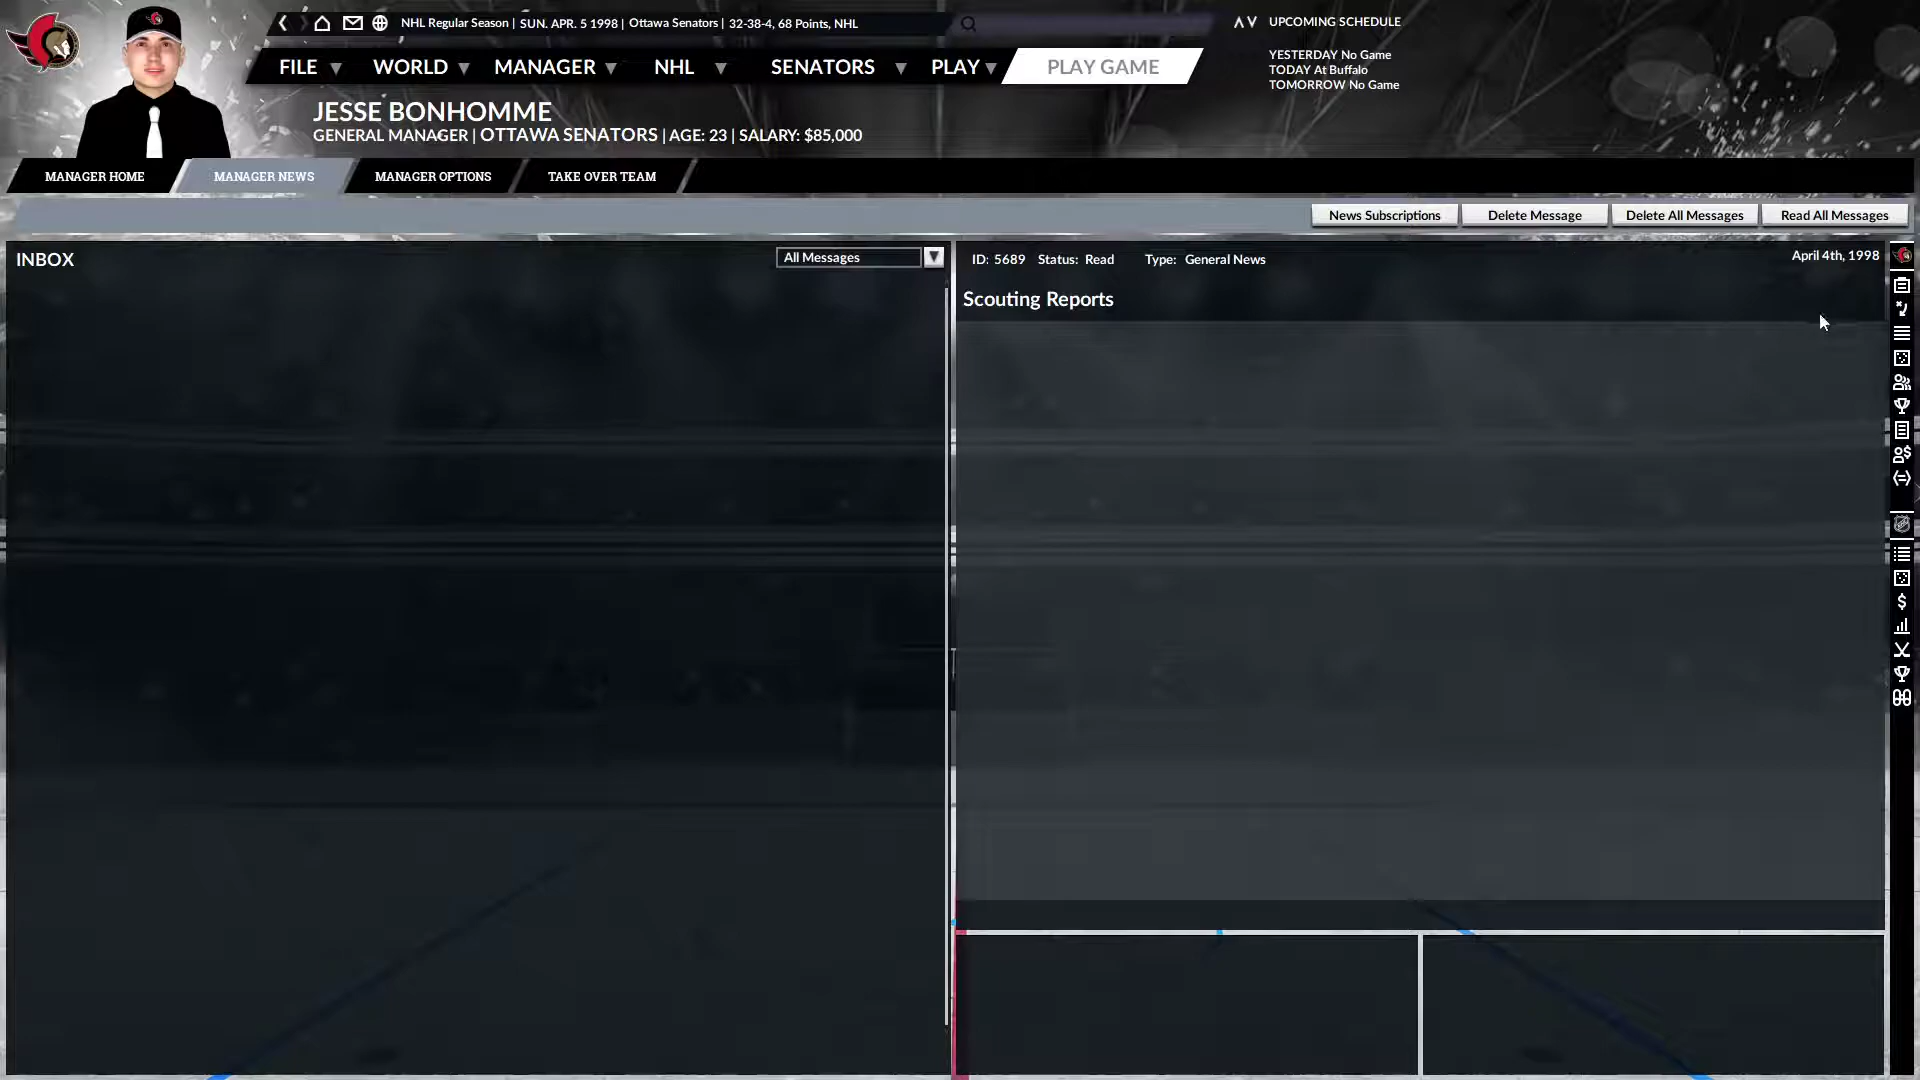 NHL Regular Season | SUN. APR. 5 1998 | Ottawa Senators | 32-38-4, 68 Points, NHL
UPCOMING SCHEDULE
YESTERDAY No Game
TODAY At Buffalo
TOMORROW No Game
FILE ▼ WORLD ▼ MANAGER ▼ NHL ▼ SENATORS ▼ PLAY ▼ PLAY GAME
JESSE BONHOMME
GENERAL MANAGER | OTTAWA SENATORS | AGE: 23 | SALARY: $85,000
MANAGER HOME MANAGER NEWS MANAGER OPTIONS TAKE OVER TEAM
News Subscriptions Delete Message Delete All Messages Read All Messages
INBOX All Messages ▼
ID: 5689 Status: Read Type: General News April 4th, 1998
Scouting Reports